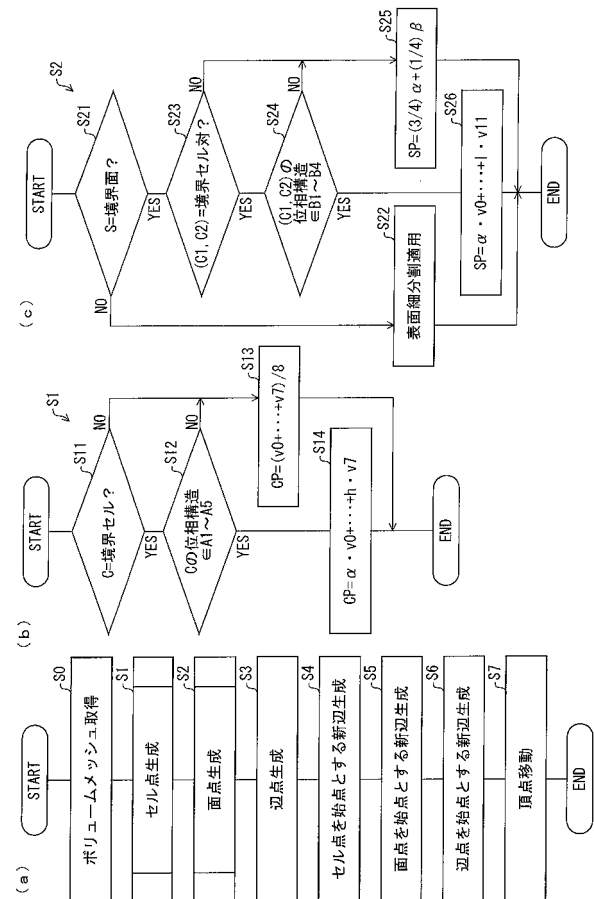 (a)
START
ボリュームメッシュ取得
S0
セル点生成
S1
面点生成
S2
辺点生成
S3
セル点を始点とする新辺生成
S4
面点を始点とする新辺生成
S5
辺点を始点とする新辺生成
S6
頂点移動
S7
END
(b)
S1
START
C=境界セル?
S11
NO
YES
Cの位相構造
∈A1~A5
S12
NO
YES
CP=(v0+・・・+v7)/8
S13
CP=α・v0+・・・+h・v7
S14
END
(c)
S2
START
S=境界面?
S21
NO
YES
(C1, C2)=境界セル対?
S23
NO
YES
(C1, C2)の
位相構造
∈B1~B4
S24
NO
YES
表面細分割適用
S22
SP=(3/4)α+(1/4)β
S25
SP=α・v0+・・・+l・v11
S26
END